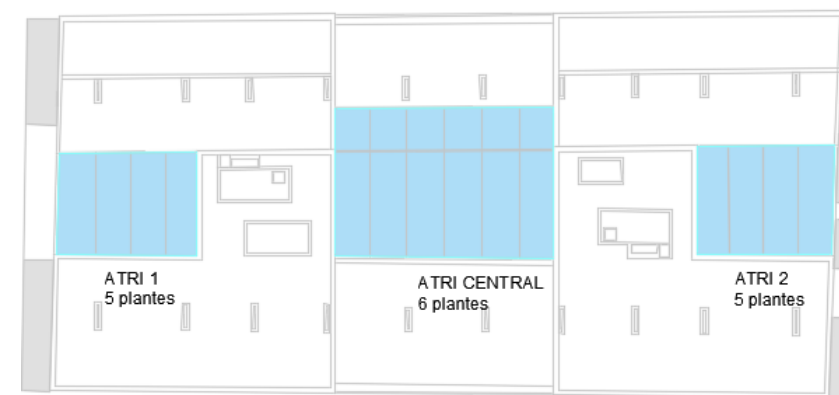 ATRI 1
5 plantes
ATRI CENTRAL
6 plantes
ATRI 2
5 plantes